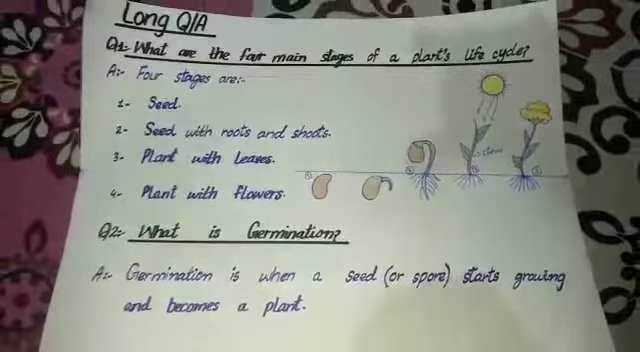 Long Q/A
Q1- What are the four main stages of a plant's life cycle?
A:- Four stages are:-
1- Seed.
2- Seed with roots and shoots.
3- Plant with leaves.
4- Plant with flowers.
stem
Q2:- What is Germination?
A:- Germination is when a seed (or spore) starts growing
and becomes a plant.